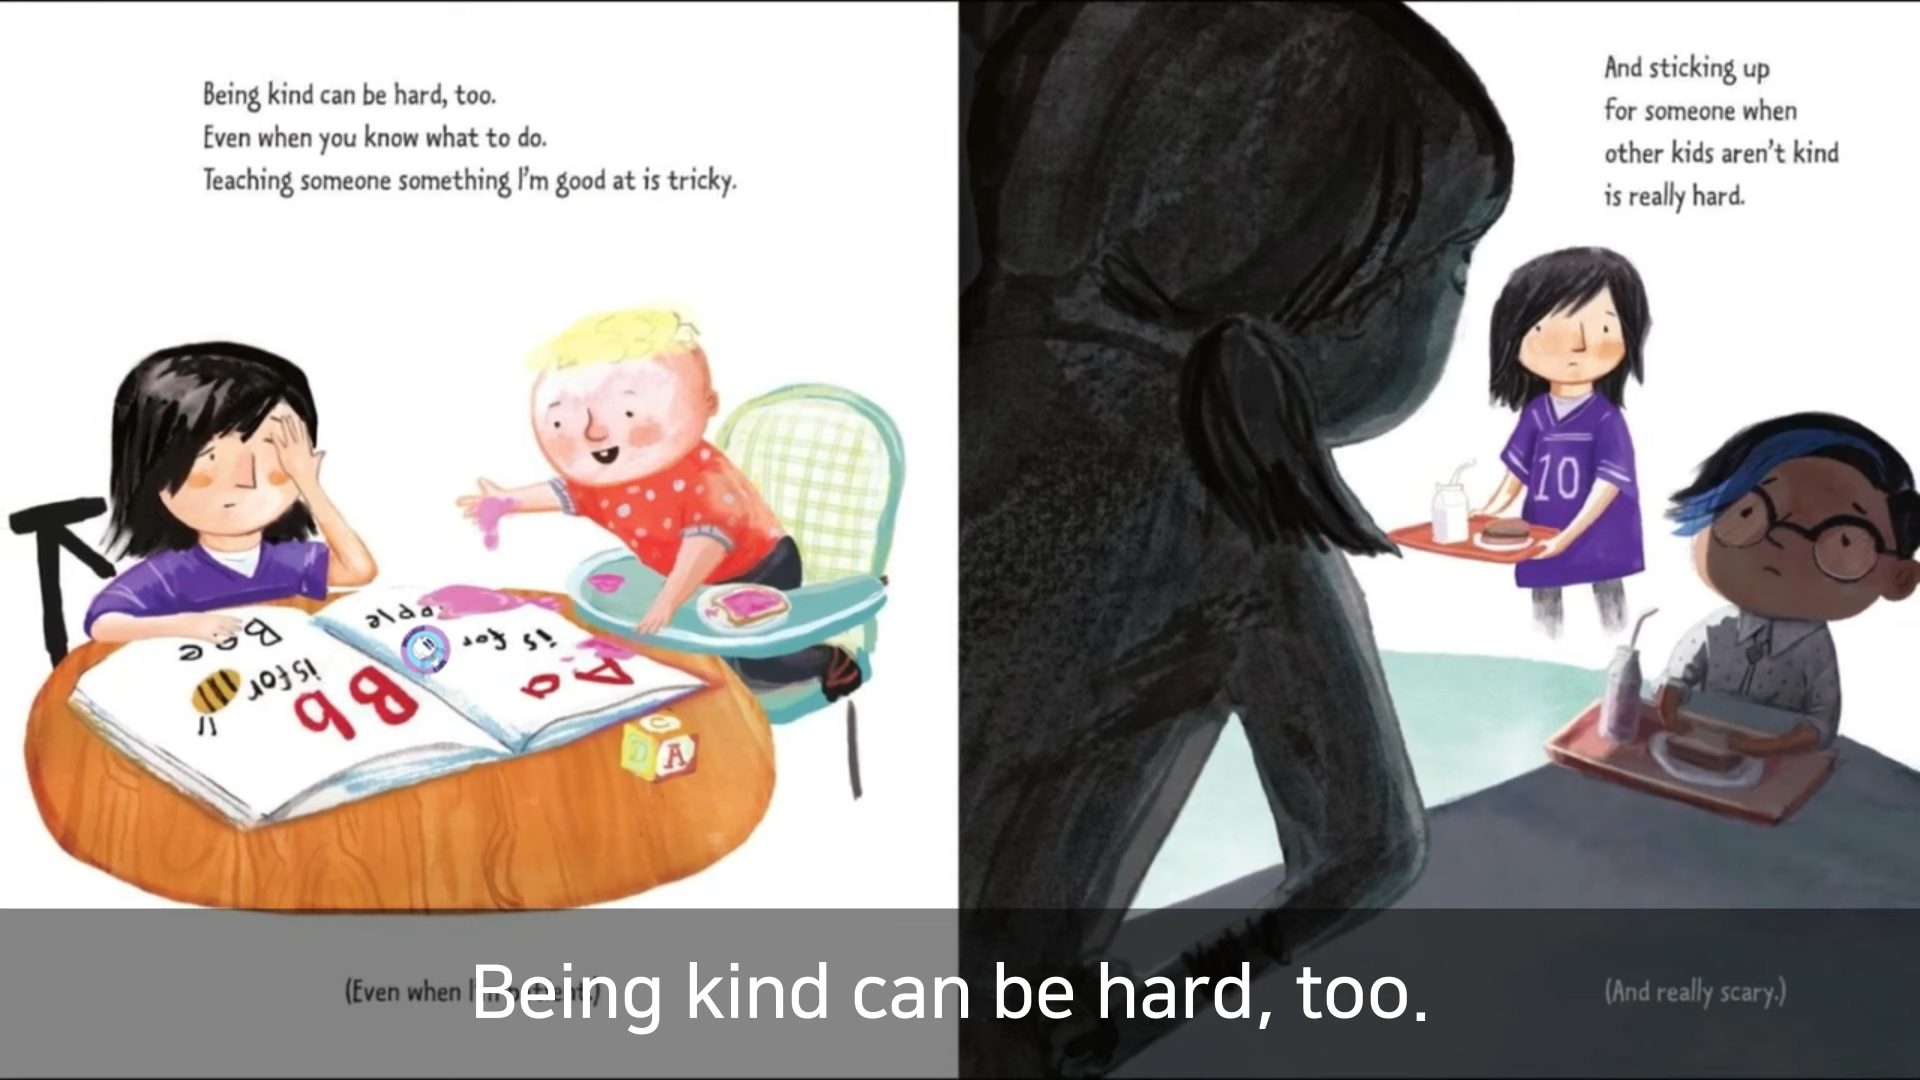 Being kind can be hard, too.
Even when you know what to do.
Teaching someone something I'm good at is tricky.
And sticking up
for someone when
other kids aren't kind
is really hard.
10
Bee
is for
Bb
apple.
is for
Aa
C
D A
(Even when I'm
(And really scary.)
Being kind can be hard, too.